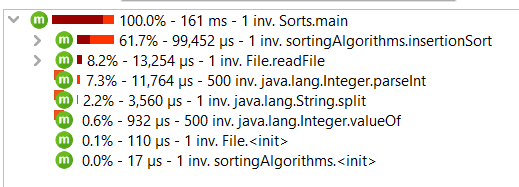 m 100.0% - 161 ms - 1 inv. Sorts.main
m 61.7% - 99,452 µs - 1 inv. sortingAlgorithms.insertionSort
m 8.2% - 13,254 µs - 1 inv. File.readFile
m 7.3% - 11,764 µs - 500 inv. java.lang.Integer.parseInt
m 2.2% - 3,560 µs - 1 inv. java.lang.String.split
m 0.6% - 932 µs - 500 inv. java.lang.Integer.valueOf
m 0.1% - 110 µs - 1 inv. File.<init>
m 0.0% - 17 µs - 1 inv. sortingAlgorithms.<init>